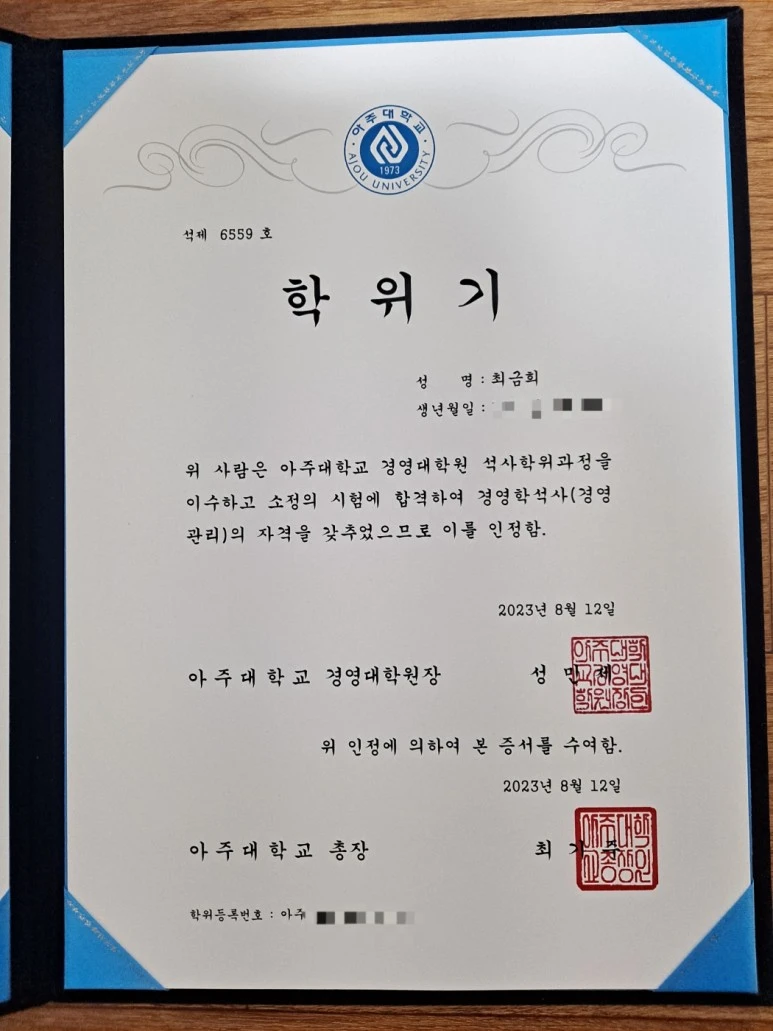 아주대학교
1973
AJOU UNIVERSITY
석제 6559 호
학위기
성 명 : 최금희
생년월일 :
위 사람은 아주대학교 경영대학원 석사학위과정을
이수하고 소정의 시험에 합격하여 경영학석사(경영
관리)의 자격을 갖추었으므로 이를 인정함.
2023년 8월 12일
아주대학교 경영대학원장 성 민 제
위 인정에 의하여 본 증서를 수여함.
2023년 8월 12일
아주대학교 총장 최 기 주
학위등록번호 : 아주